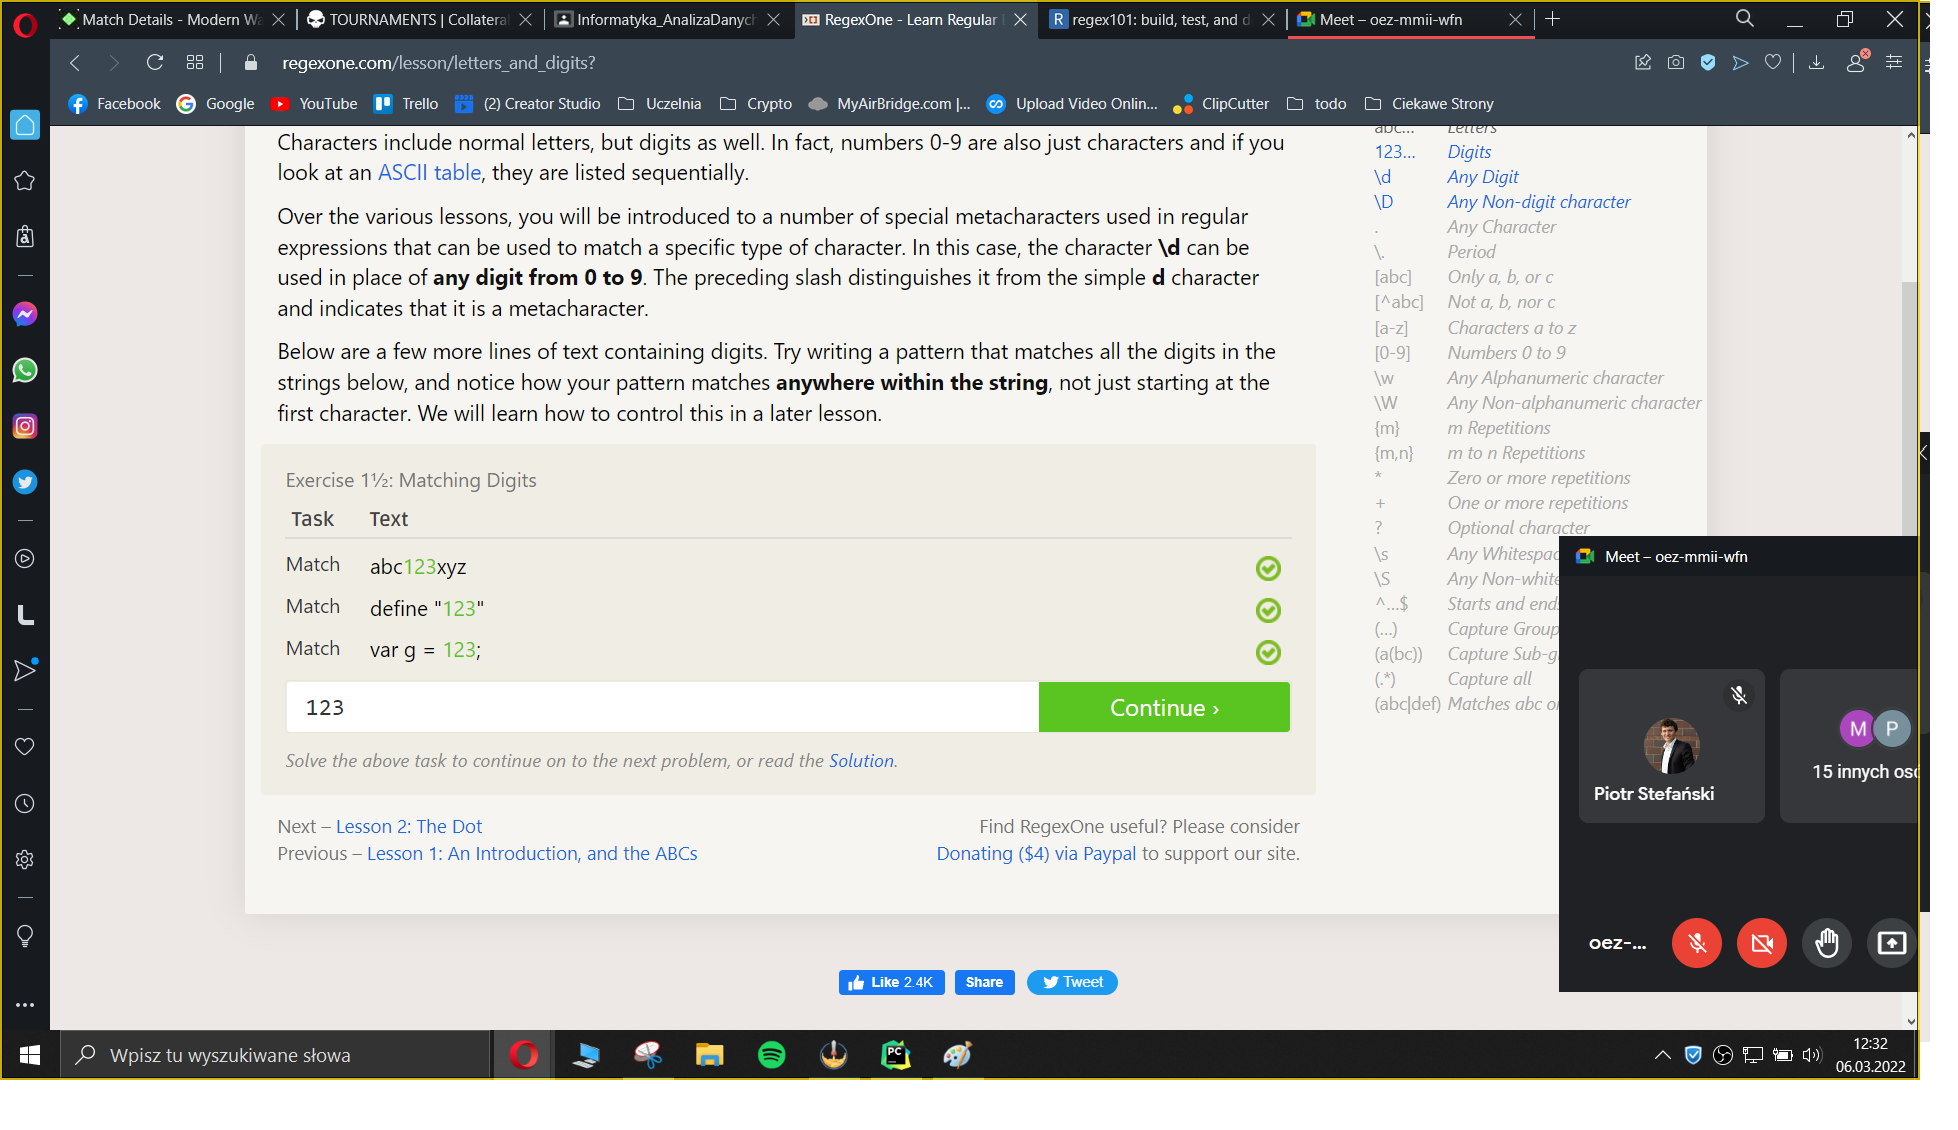 Match Details - Modern Wa
TOURNAMENTS | Collateral
Informatyka_AnalizaDanych
RegexOne - Learn Regular
regex101: build, test, and d
Meet – oez-mmii-wfn
regexone.com/lesson/letters_and_digits?
Facebook Google YouTube Trello (2) Creator Studio Uczelnia Crypto MyAirBridge.com |... Upload Video Onlin... ClipCutter todo Ciekawe Strony
Characters include normal letters, but digits as well. In fact, numbers 0-9 are also just characters and if you
look at an ASCII table, they are listed sequentially.
Over the various lessons, you will be introduced to a number of special metacharacters used in regular
expressions that can be used to match a specific type of character. In this case, the character \d can be
used in place of any digit from 0 to 9. The preceding slash distinguishes it from the simple d character
and indicates that it is a metacharacter.
Below are a few more lines of text containing digits. Try writing a pattern that matches all the digits in the
strings below, and notice how your pattern matches anywhere within the string, not just starting at the
first character. We will learn how to control this in a later lesson.
Exercise 1½: Matching Digits
Task Text
Match abc123xyz
Match define "123"
Match var g = 123;
123
Continue ›
Solve the above task to continue on to the next problem, or read the Solution.
Next – Lesson 2: The Dot
Previous – Lesson 1: An Introduction, and the ABCs
Find RegexOne useful? Please consider
Donating ($4) via Paypal to support our site.
Like 2.4K
Share
Tweet
abc... Letters
123... Digits
\d Any Digit
\D Any Non-digit character
. Any Character
\. Period
[abc] Only a, b, or c
[^abc] Not a, b, nor c
[a-z] Characters a to z
[0-9] Numbers 0 to 9
\w Any Alphanumeric character
\W Any Non-alphanumeric character
{m} m Repetitions
{m,n} m to n Repetitions
* Zero or more repetitions
+ One or more repetitions
? Optional character
\s Any Whitespac
\S Any Non-white
^...$ Starts and ends
(...) Capture Group
(a(bc)) Capture Sub-g
(.*) Capture all
(abc|def) Matches abc or
Meet – oez-mmii-wfn
Piotr Stefański
M P
15 innych osó
oez-...
Wpisz tu wyszukiwane słowa
PC
12:32
06.03.2022